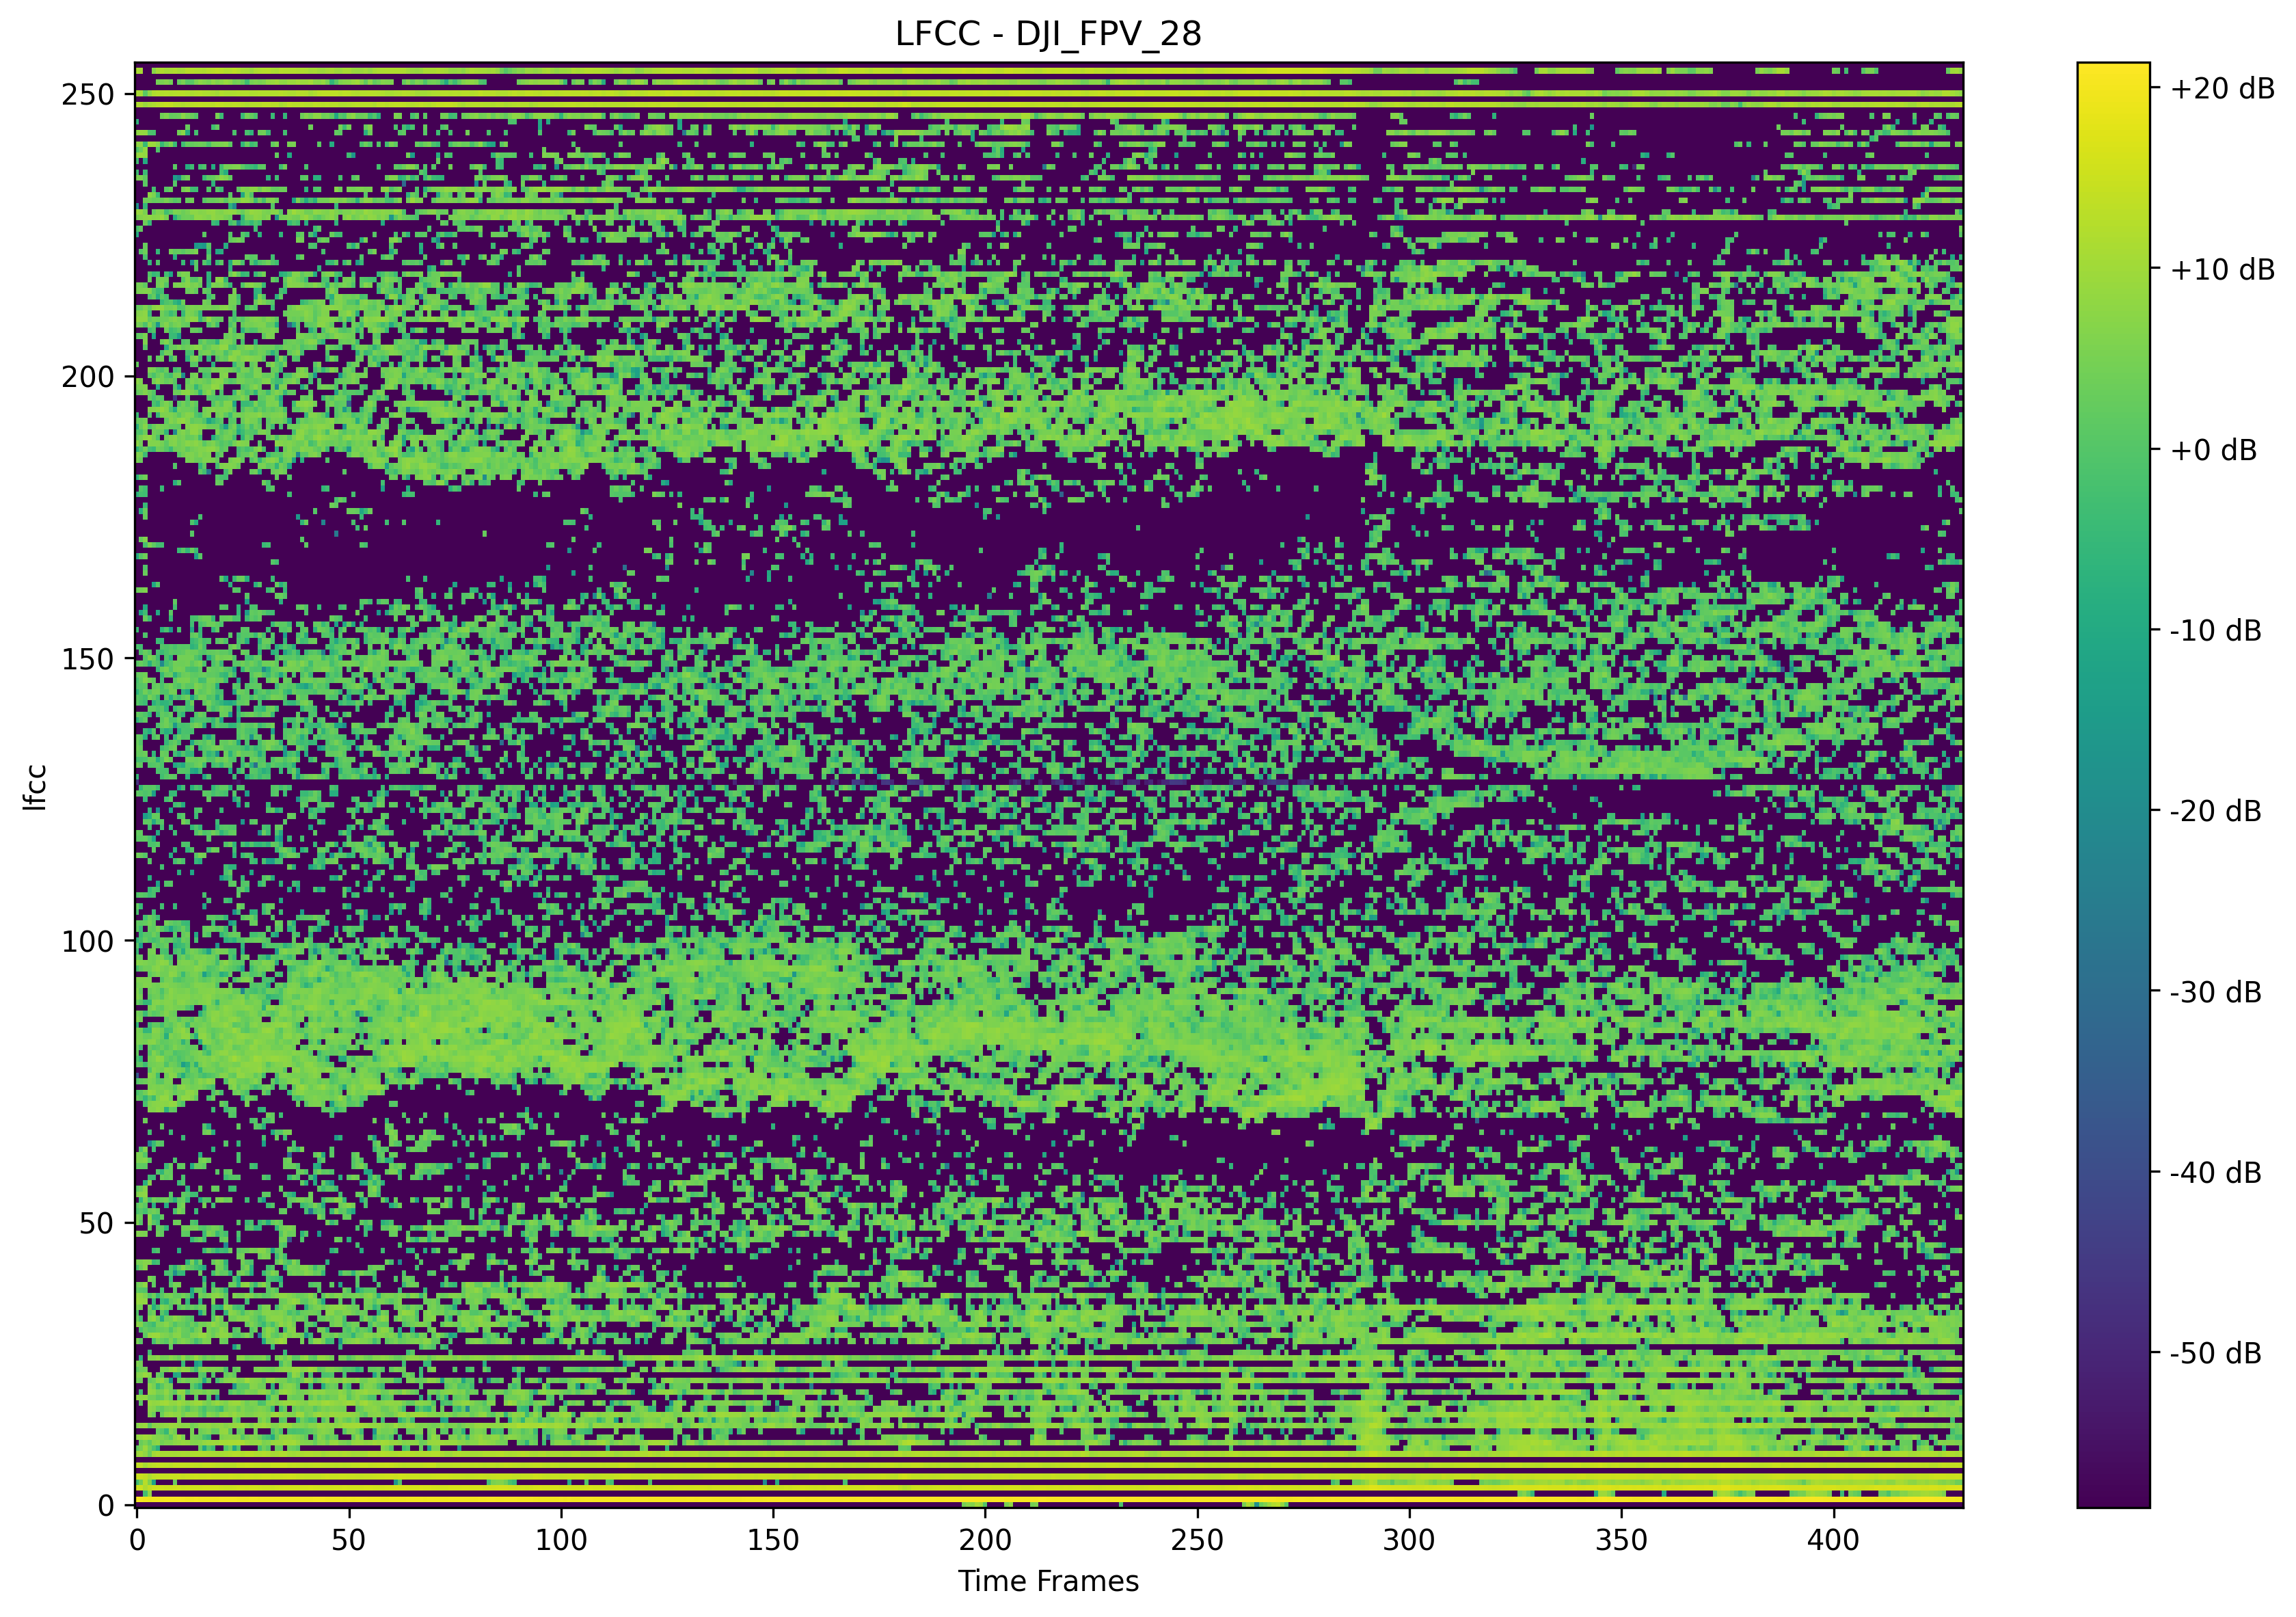 LFCC - DJI_FPV_28
250
200
150
100
50
0
lfcc
0 50 100 150 200 250 300 350 400
Time Frames
+20 dB
+10 dB
+0 dB
-10 dB
-20 dB
-30 dB
-40 dB
-50 dB